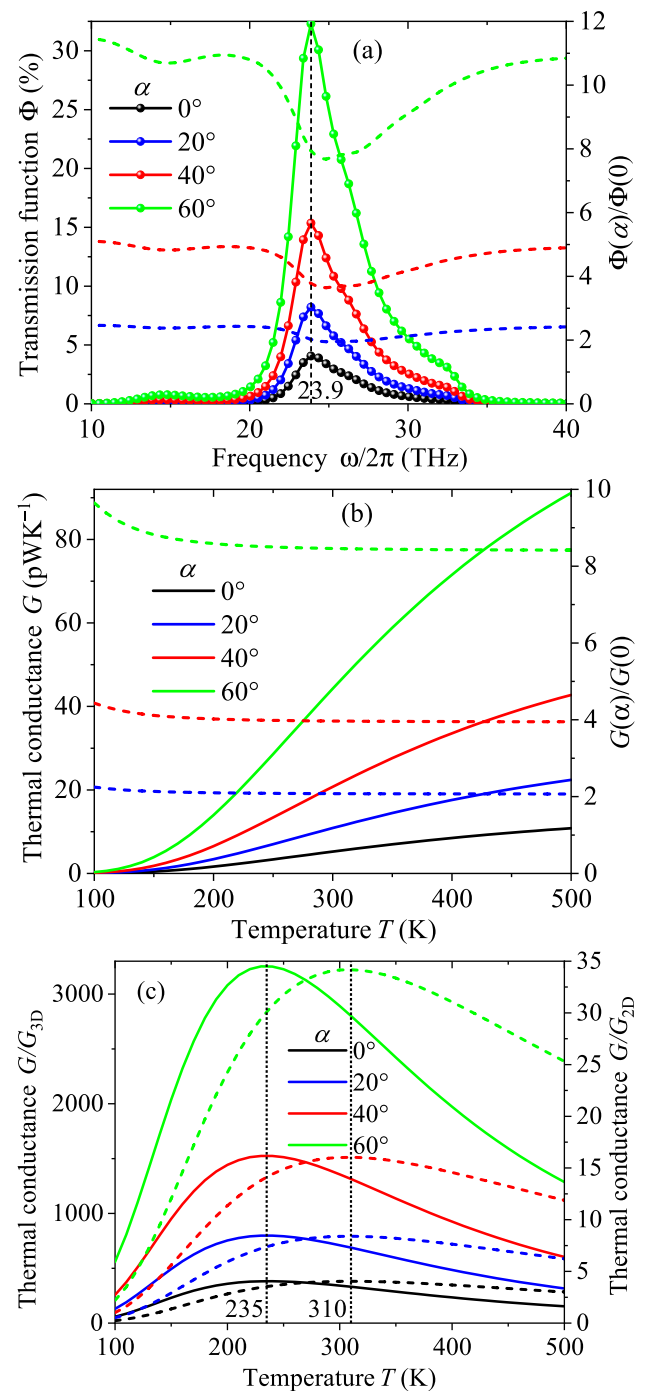 (a)
Transmission function Φ (%)
30
25
20
15
10
5
0
12
10
8
6
4
2
0
Φ(α)/Φ(0)
α
0°
20°
40°
60°
23.9
10 20 30 40
Frequency ω/2π (THz)
(b)
Thermal conductance G (pWK⁻¹)
80
60
40
20
0
10
8
6
4
2
0
G(α)/G(0)
α
0°
20°
40°
60°
100 200 300 400 500
Temperature T (K)
(c)
Thermal conductance G/G3D
3000
2000
1000
0
35
30
25
20
15
10
5
0
Thermal conductance G/G2D
α
0°
20°
40°
60°
235 310
100 150 200 250 300 350 400 450 500
Temperature T (K)